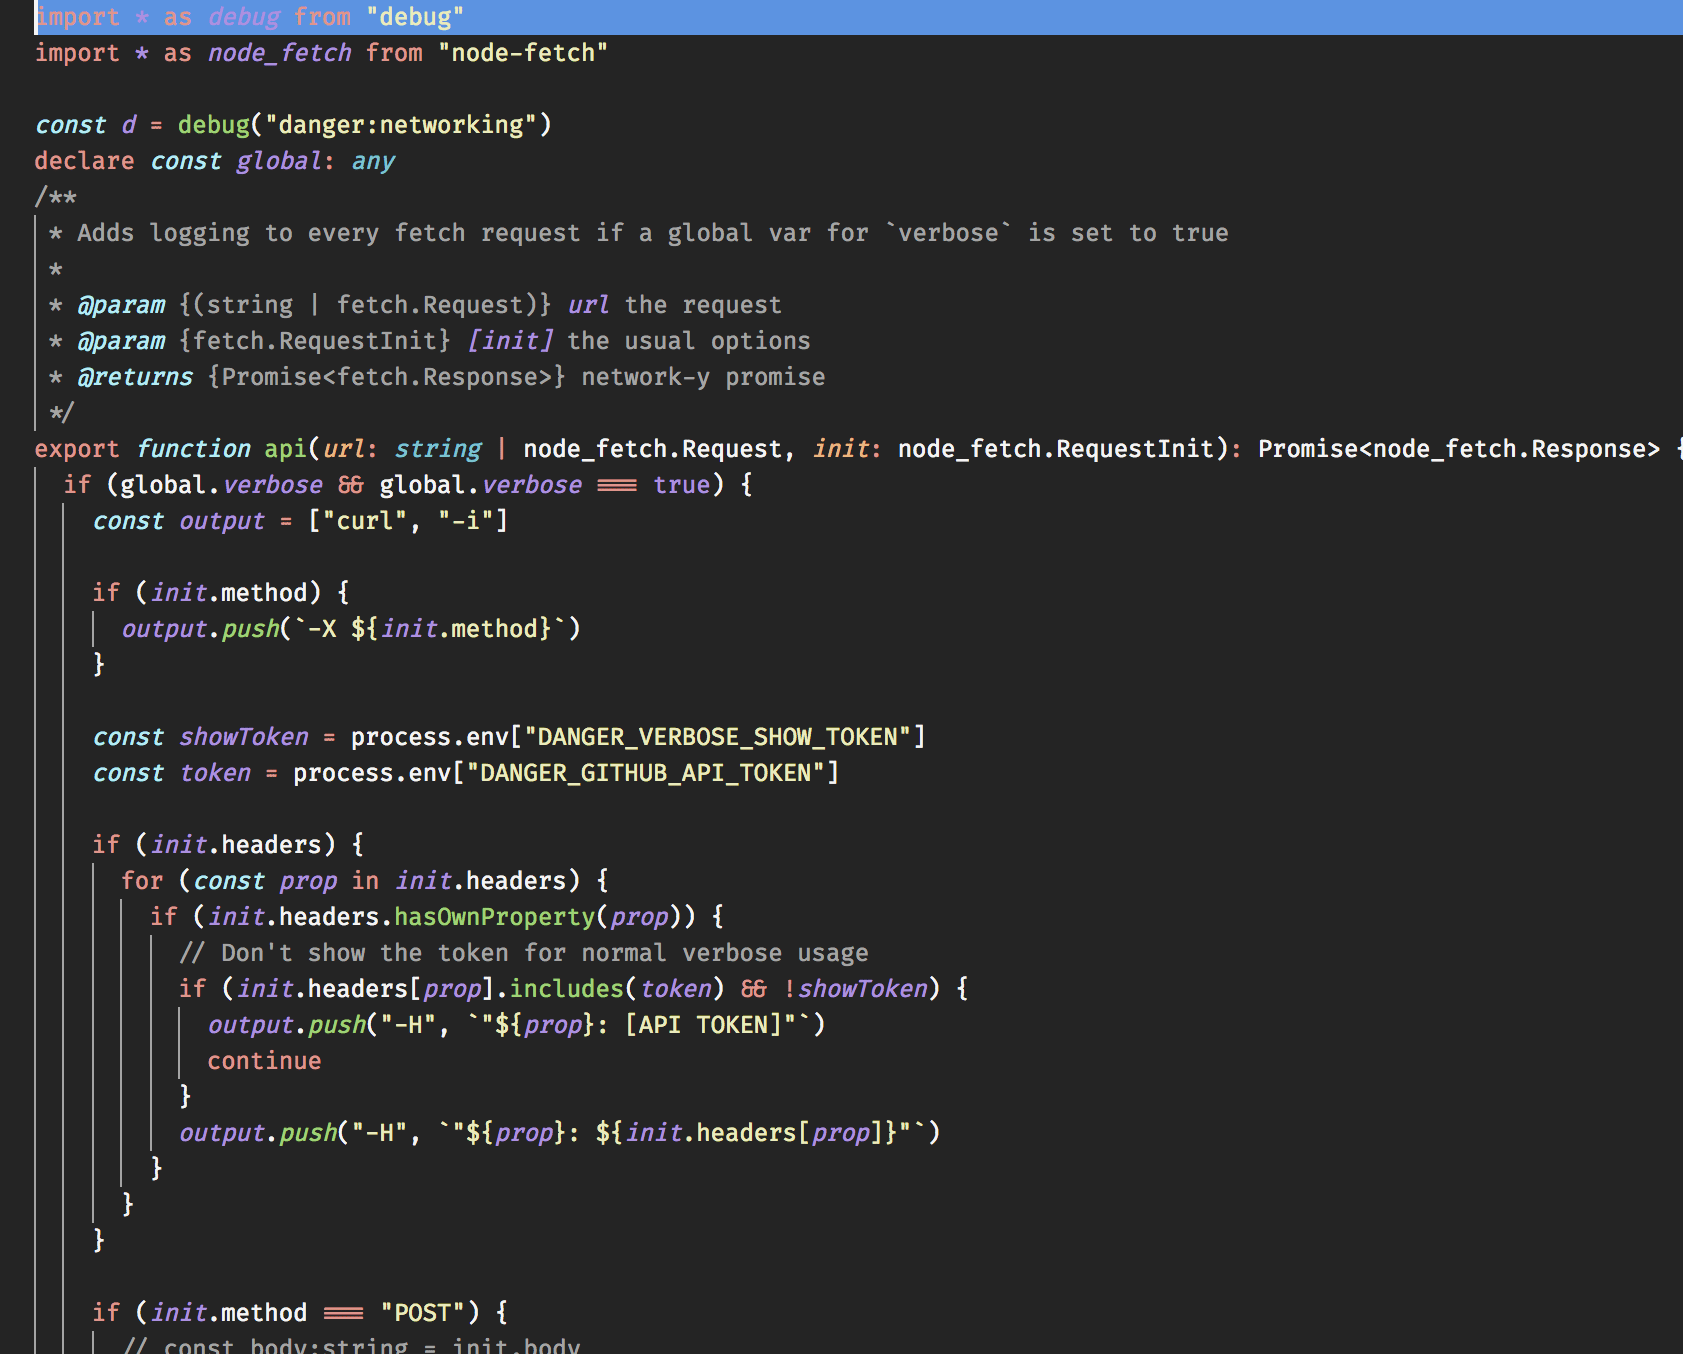 import * as debug from "debug"
import * as node_fetch from "node-fetch"
const d = debug("danger:networking")
declare const global: any
/**
* Adds logging to every fetch request if a global var for `verbose` is set to true
*
* @param {(string | fetch.Request)} url the request
* @param {fetch.RequestInit} [init] the usual options
* @returns {Promise<fetch.Response>} network-y promise
*/
export function api(url: string | node_fetch.Request, init: node_fetch.RequestInit): Promise<node_fetch.Response> {
if (global.verbose && global.verbose === true) {
const output = ["curl", "-i"]
if (init.method) {
output.push(`-X ${init.method}`)
}
const showToken = process.env["DANGER_VERBOSE_SHOW_TOKEN"]
const token = process.env["DANGER_GITHUB_API_TOKEN"]
if (init.headers) {
for (const prop in init.headers) {
if (init.headers.hasOwnProperty(prop)) {
// Don't show the token for normal verbose usage
if (init.headers[prop].includes(token) && !showToken) {
output.push("-H", `"${prop}: [API TOKEN]"`)
continue
}
output.push("-H", `"${prop}: ${init.headers[prop]}"`)
}
}
}
if (init.method === "POST") {
// const body:string = init.body